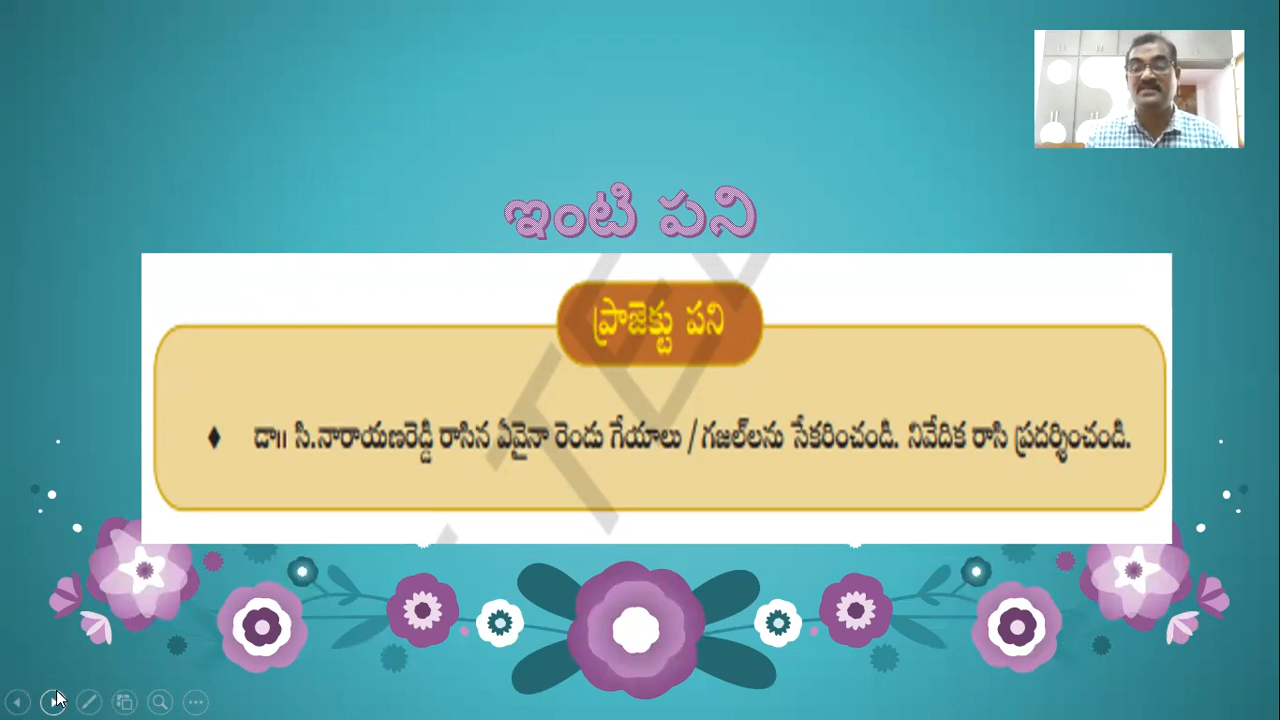 ఇంటి పని
ప్రాజెక్టు పని
♦ డా॥ సి.నారాయణరెడ్డి రాసిన ఏవైనా రెండు గేయాలు / గజల్‌లను సేకరించండి. నివేదిక రాసి ప్రదర్శించండి.